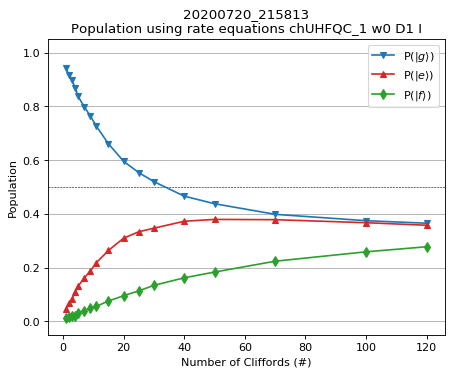 20200720_215813
Population using rate equations chUHFQC_1 w0 D1 I
1.0
0.8
0.6
0.4
0.2
0.0
Population
P(|g⟩)
P(|e⟩)
P(|f⟩)
0
20
40
60
80
100
120
Number of Cliffords (#)